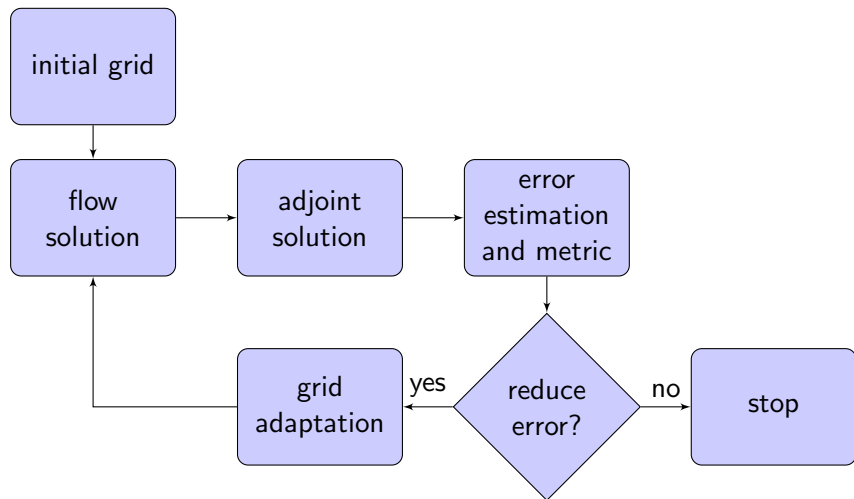 initial grid
flow
solution
adjoint
solution
error
estimation
and metric
reduce
error?
yes
grid
adaptation
no
stop